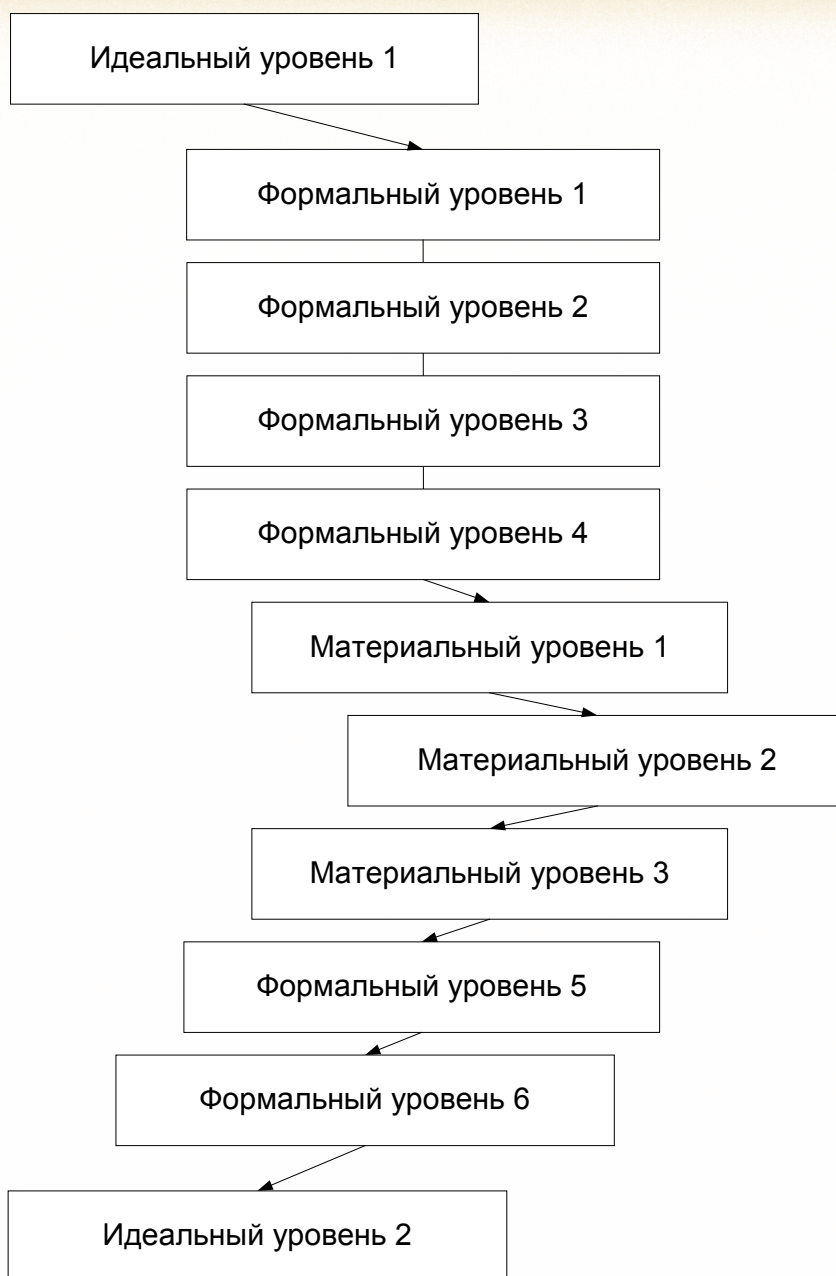 Идеальный уровень 1
Формальный уровень 1
Формальный уровень 2
Формальный уровень 3
Формальный уровень 4
Материальный уровень 1
Материальный уровень 2
Материальный уровень 3
Формальный уровень 5
Формальный уровень 6
Идеальный уровень 2